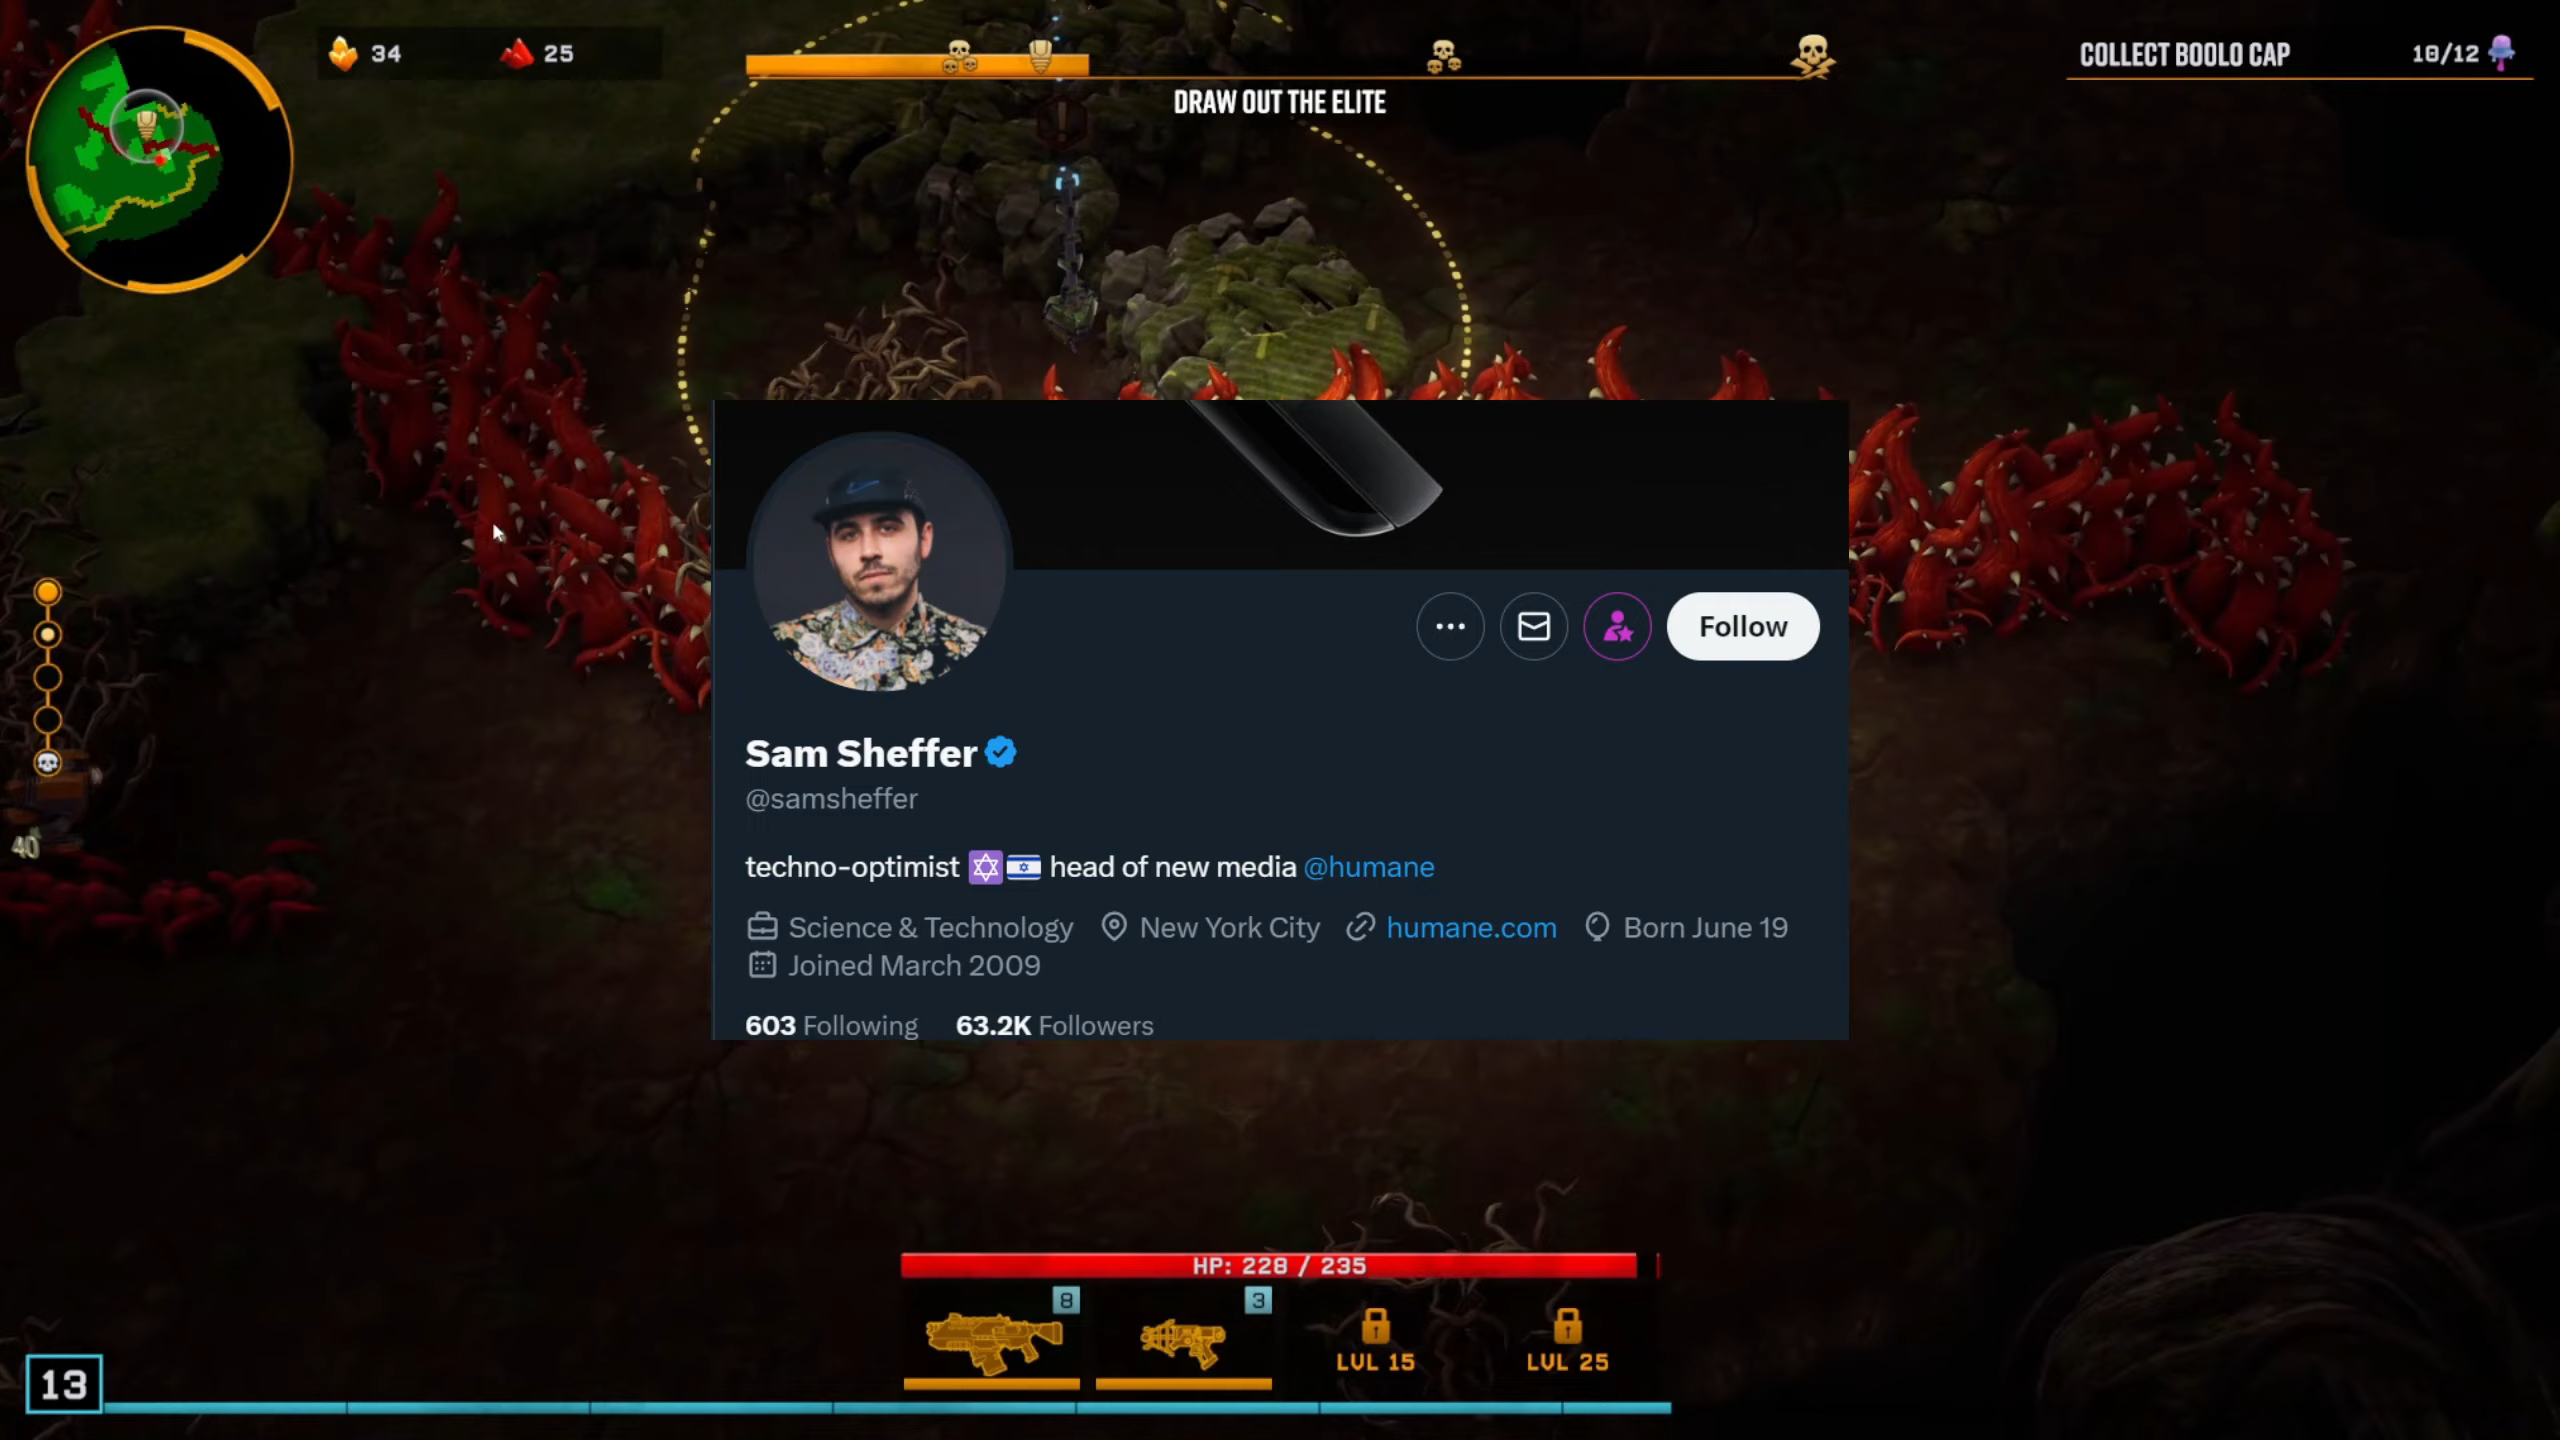 34
25
DRAW OUT THE ELITE
COLLECT BOOLO CAP
10/12
40
Follow
Sam Sheffer
@samsheffer
techno-optimist ✡️🇮🇱 head of new media @humane
Science & Technology New York City humane.com Born June 19
Joined March 2009
603 Following 63.2K Followers
HP: 228 / 235
8
3
LVL 15
LVL 25
13